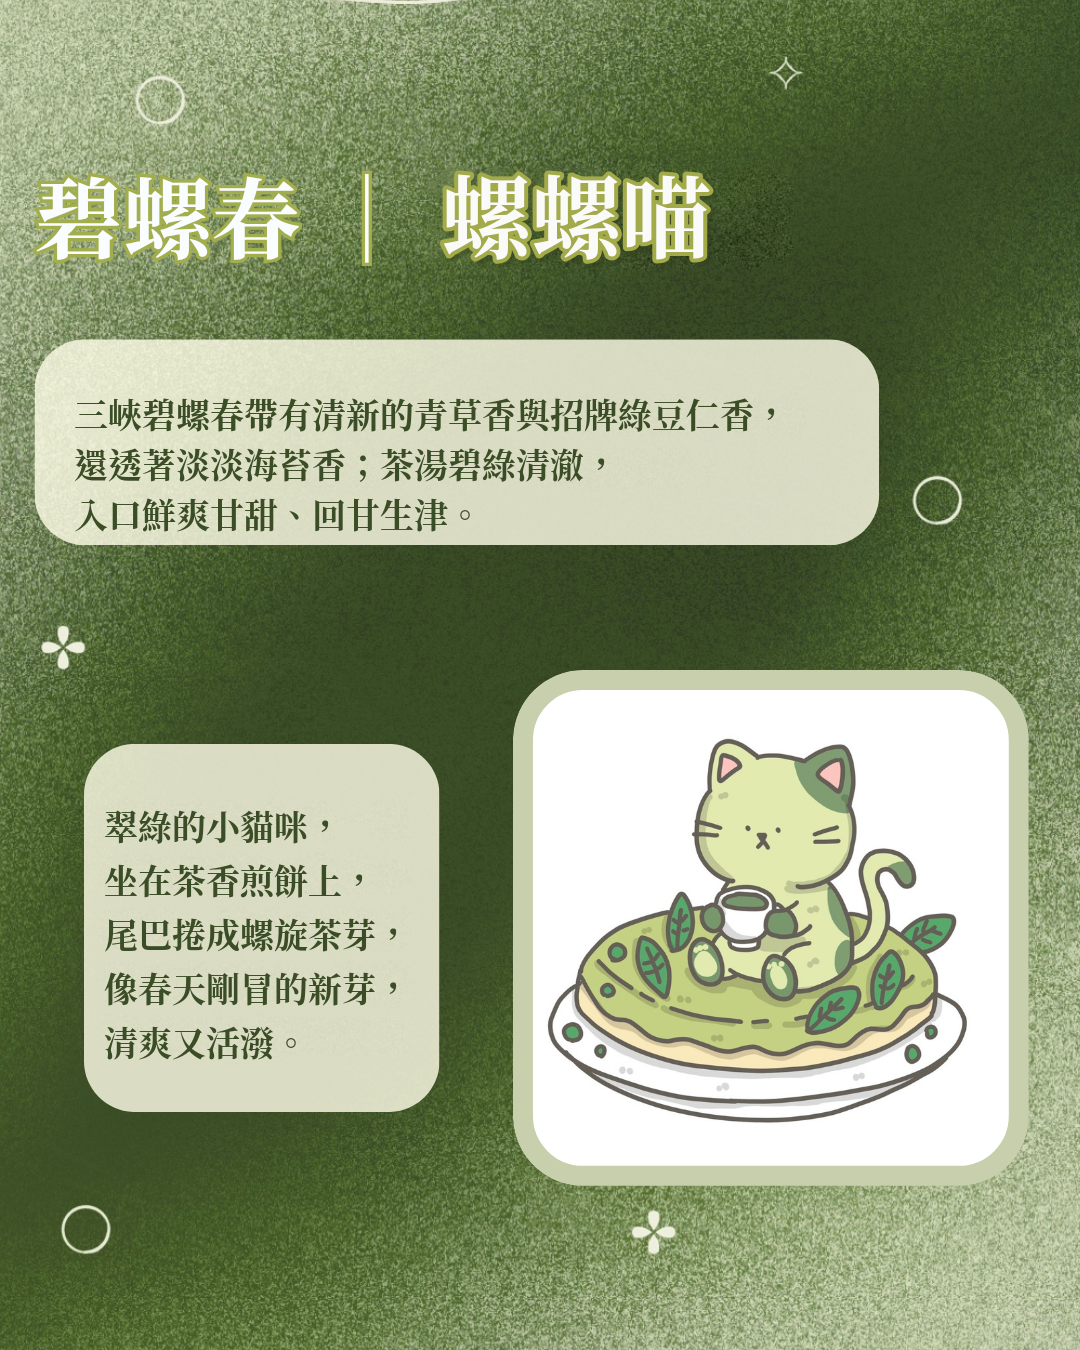 碧螺春｜螺螺喵
三峽碧螺春帶有清新的青草香與招牌綠豆仁香，
還透著淡淡海苔香；茶湯碧綠清澈，
入口鮮爽甘甜、回甘生津。
翠綠的小貓咪，
坐在茶香煎餅上，
尾巴捲成螺旋茶芽，
像春天剛冒的新芽，
清爽又活潑。